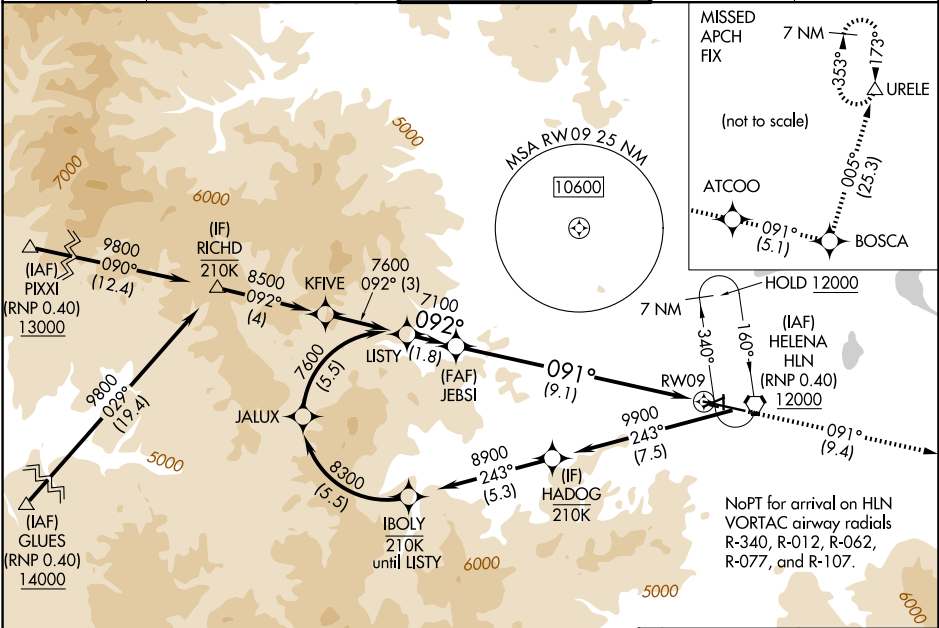 MISSED
APCH
FIX
7 NM
353°
173°
URELE
(not to scale)
005°
(25.3)
ATCOO
091°
(5.1)
BOSCA
5000
7000
6000
MSA RW09 25 NM
10600
(IAF)
PIXXI
(RNP 0.40)
13000
9800
090°
(12.4)
(IF)
RICHD
210K
8500
092°
(4)
KFIVE
7600
092° (3)
7100
092°
LISTY
(1.8)
(FAF)
JEBSI
091°
(9.1)
HOLD 12000
7 NM
340°
160°
(IAF)
HELENA
HLN
(RNP 0.40)
12000
RW09
091°
(9.4)
9800
029°
(19.4)
7600
(5.5)
JALUX
8300
(5.5)
9900
243°
(7.5)
8900
243°
(5.3)
(IF)
HADOG
210K
IBOLY
210K
until LISTY
5000
(IAF)
GLUES
(RNP 0.40)
14000
6000
5000
6000
NoPT for arrival on HLN
VORTAC airway radials
R-340, R-012, R-062,
R-077, and R-107.